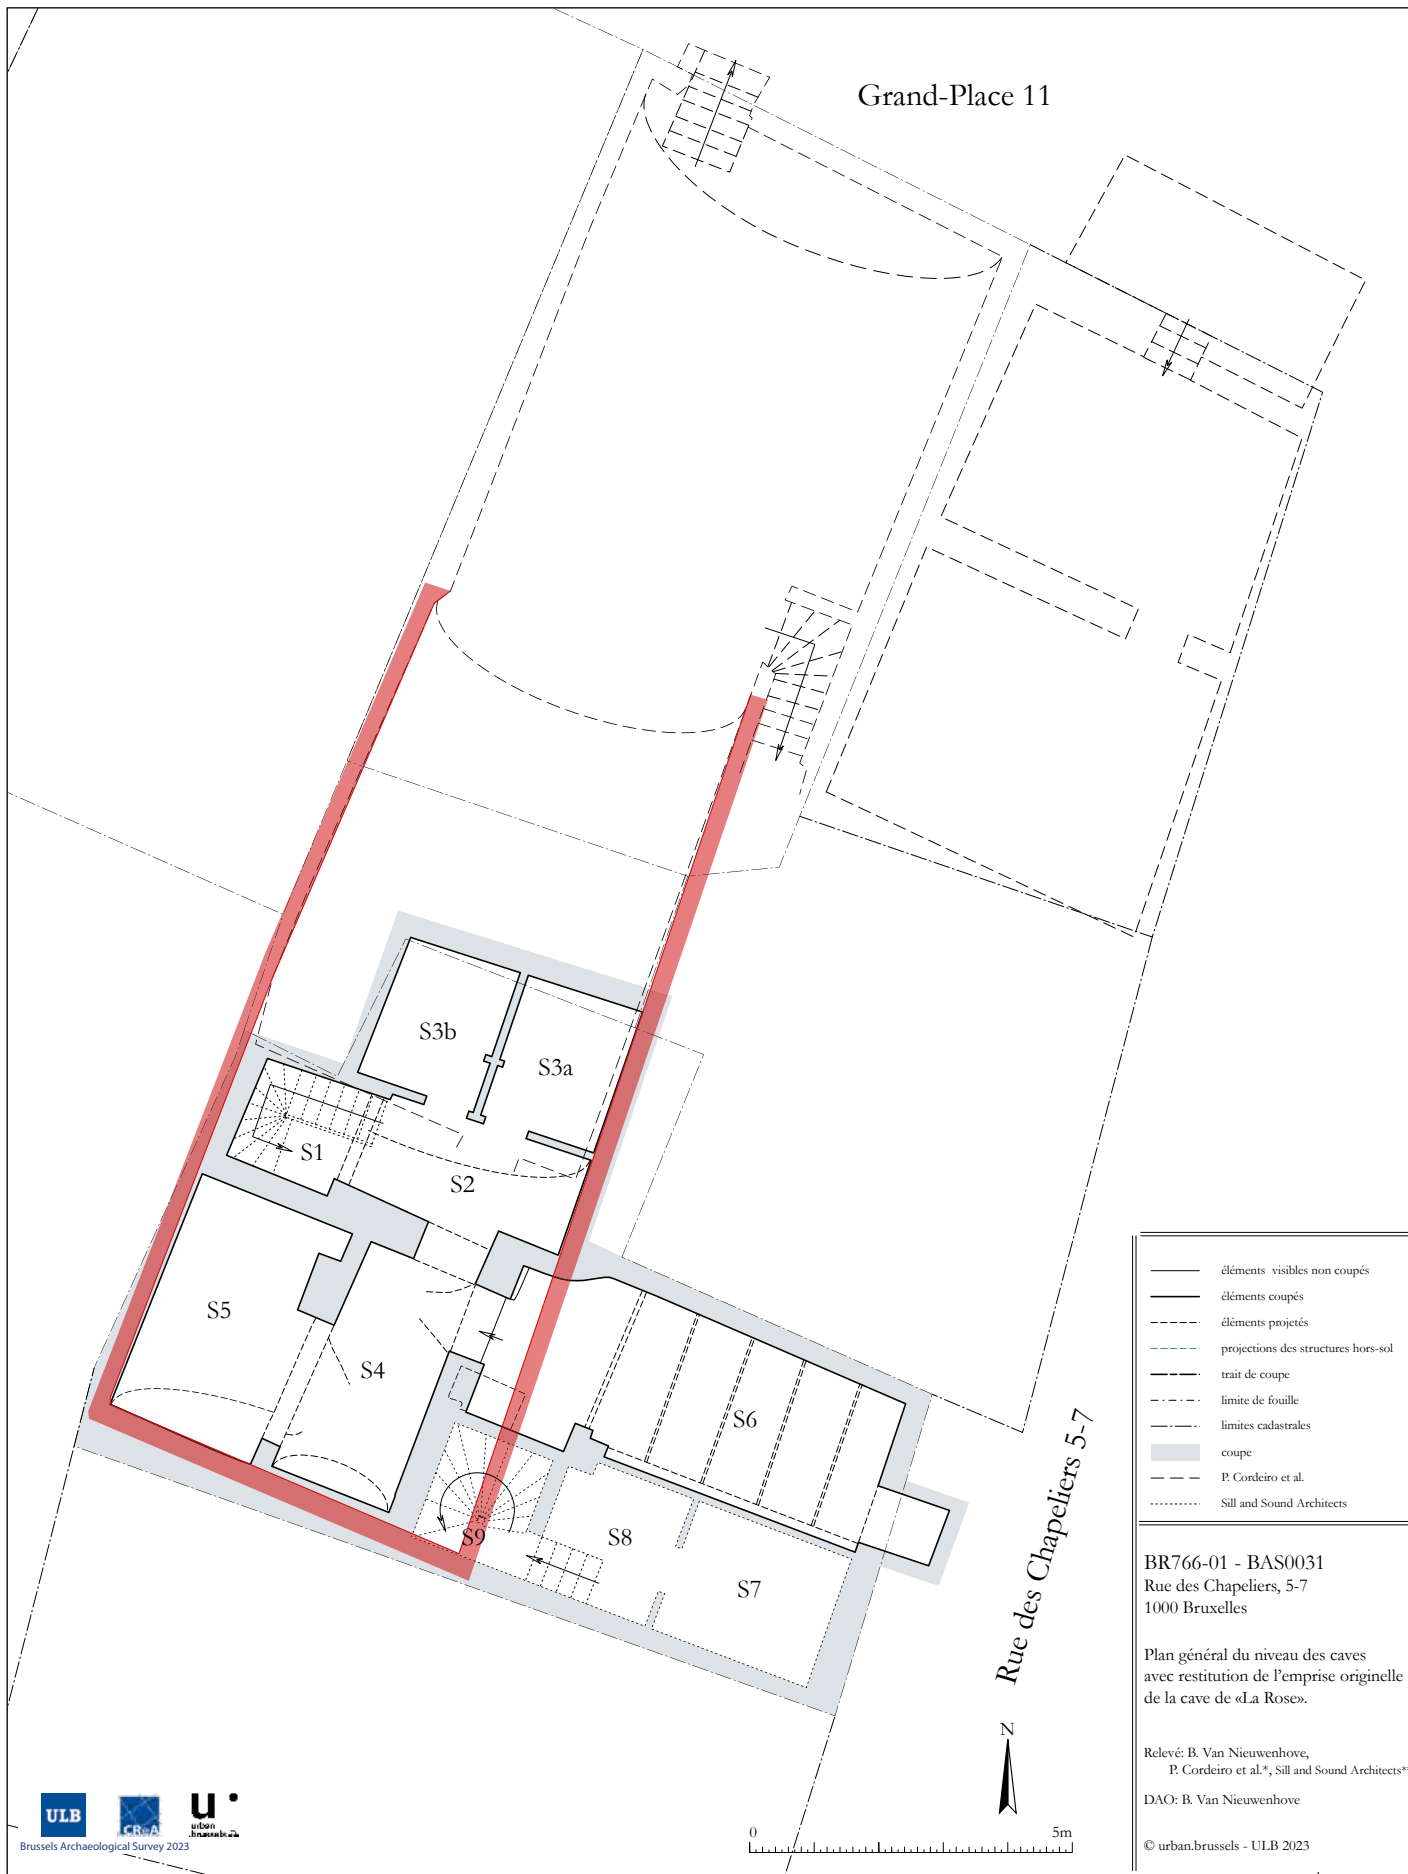 Grand-Place 11
S3b
S3a
S1
S2
S5
S4
S6
S9
S8
S7
Rue des Chapeliers 5-7
N
0 5m
éléments visibles non coupés
éléments coupés
éléments projetés
projections des structures hors-sol
trait de coupe
limite de fouille
limites cadastrales
coupe
P. Cordeiro et al.
Sill and Sound Architects
BR766-01 - BAS0031
Rue des Chapeliers, 5-7
1000 Bruxelles
Plan général du niveau des caves
avec restitution de l'emprise originelle
de la cave de «La Rose».
Relevé: B. Van Nieuwenhove,
P. Cordeiro et al.*, Sill and Sound Architects*
DAO: B. Van Nieuwenhove
© urban.brussels - ULB 2023
ULB
CReA
u
urban
.brussels
Brussels Archaeological Survey 2023